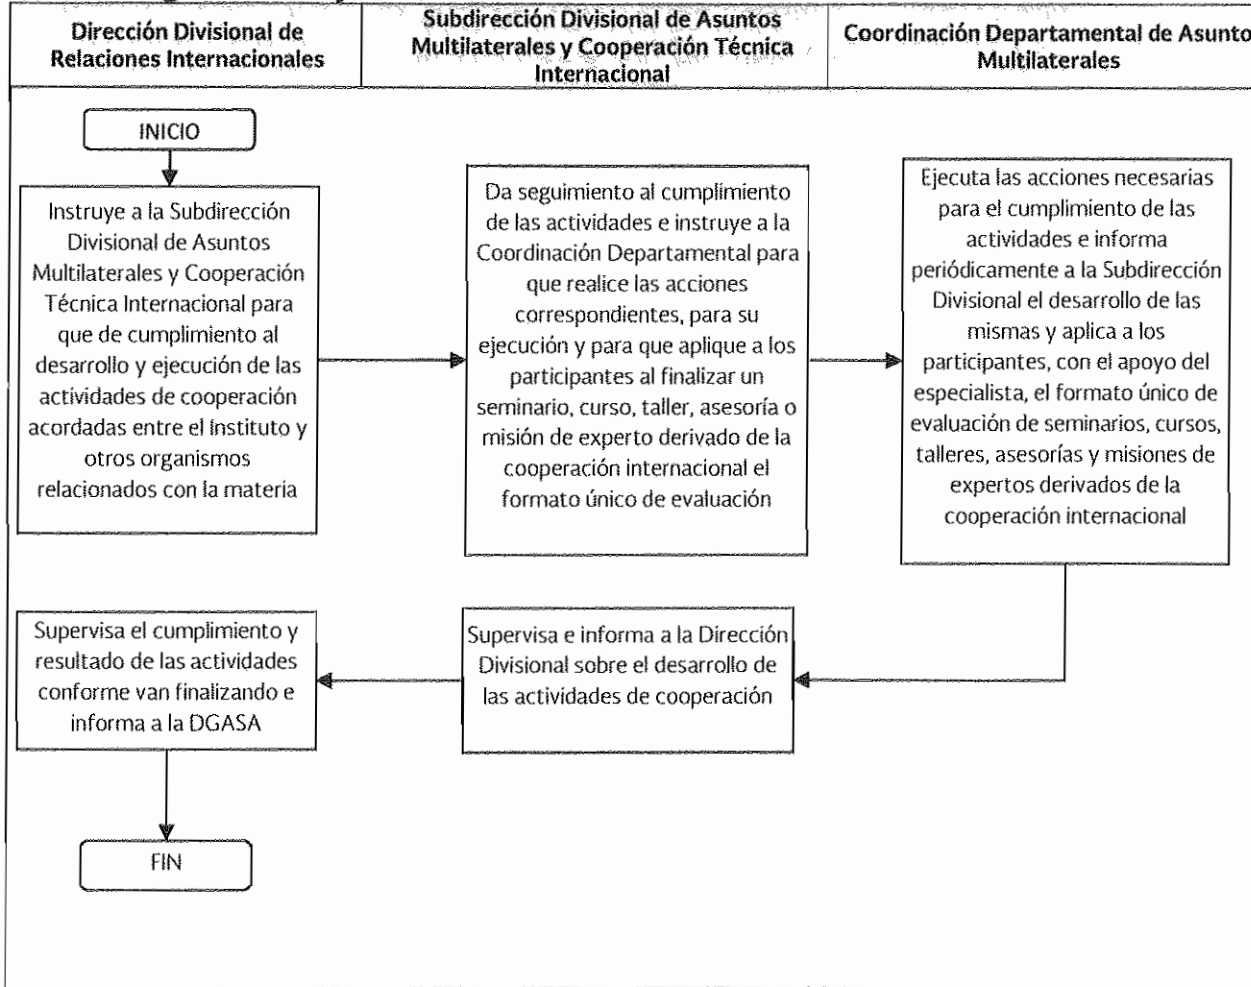 Dirección Divisional de
Relaciones Internacionales
Subdirección Divisional de Asuntos
Multilaterales y Cooperación Técnica
Internacional
Coordinación Departamental de Asunto
Multilaterales
INICIO
Instruye a la Subdirección
Divisional de Asuntos
Multilaterales y Cooperación
Técnica Internacional para
que de cumplimiento al
desarrollo y ejecución de las
actividades de cooperación
acordadas entre el Instituto y
otros organismos
relacionados con la materia
Da seguimiento al cumplimiento
de las actividades e instruye a la
Coordinación Departamental para
que realice las acciones
correspondientes, para su
ejecución y para que aplique a los
participantes al finalizar un
seminario, curso, taller, asesoría o
misión de experto derivado de la
cooperación internacional el
formato único de evaluación
Ejecuta las acciones necesarias
para el cumplimiento de las
actividades e informa
periódicamente a la Subdirección
Divisional el desarrollo de las
mismas y aplica a los
participantes, con el apoyo del
especialista, el formato único de
evaluación de seminarios, cursos,
talleres, asesorías y misiones de
expertos derivados de la
cooperación internacional
Supervisa el cumplimiento y
resultado de las actividades
conforme van finalizando e
informa a la DGASA
Supervisa e informa a la Dirección
Divisional sobre el desarrollo de
las actividades de cooperación
FIN